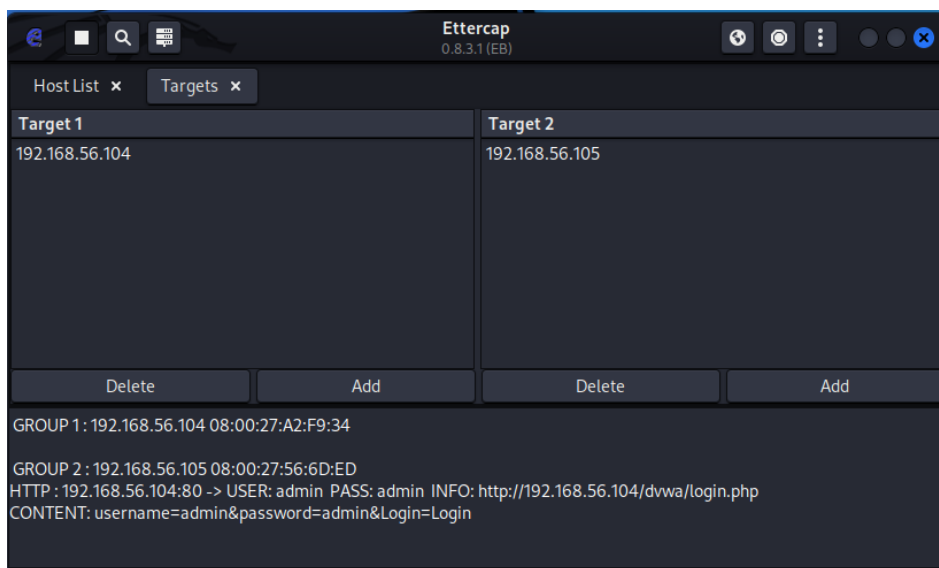 Ettercap
0.8.3.1 (EB)
Host List × Targets ×
Target 1 Target 2
192.168.56.104 192.168.56.105
Delete Add Delete Add
GROUP 1 : 192.168.56.104 08:00:27:A2:F9:34
GROUP 2 : 192.168.56.105 08:00:27:56:6D:ED
HTTP : 192.168.56.104:80 -> USER: admin PASS: admin INFO: http://192.168.56.104/dvwa/login.php
CONTENT: username=admin&password=admin&Login=Login